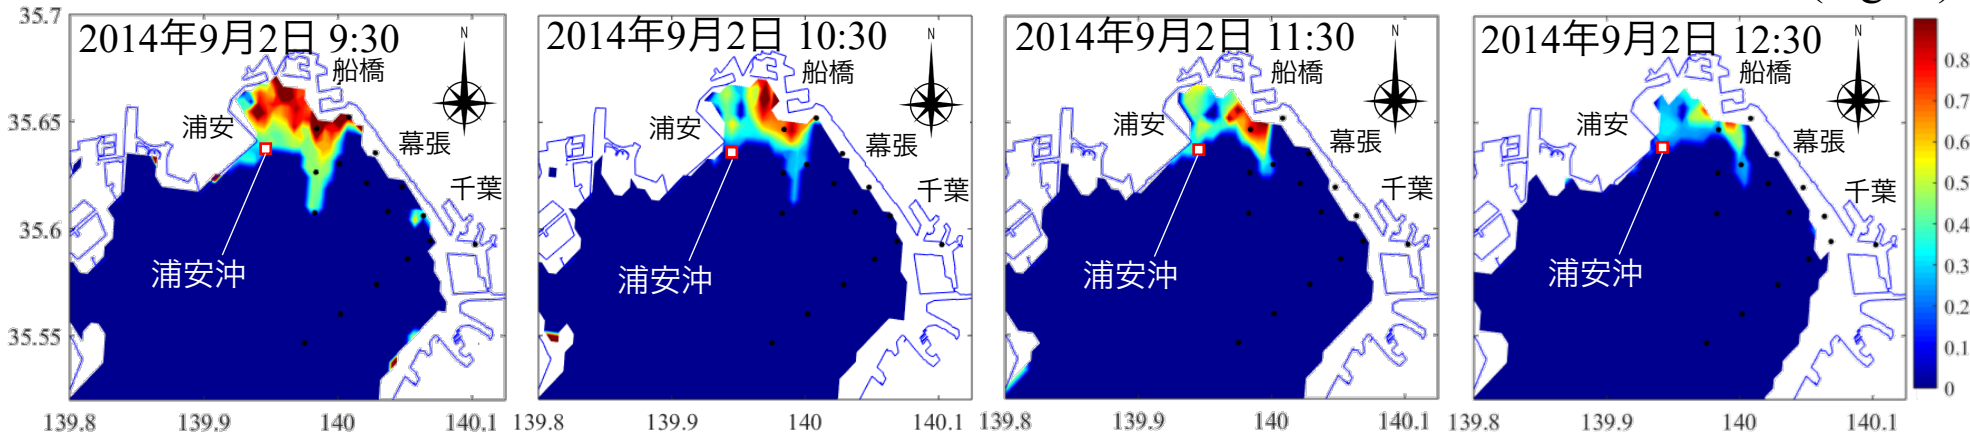 2014年9月2日 9:30
N
船橋
浦安
幕張
千葉
浦安沖
35.7
35.65
35.6
35.55
139.8
139.9
140
140.1
2014年9月2日 10:30
N
船橋
浦安
幕張
千葉
浦安沖
139.8
139.9
140
140.1
2014年9月2日 11:30
N
船橋
浦安
幕張
千葉
浦安沖
139.8
139.9
140
140.1
2014年9月2日 12:30
N
船橋
浦安
幕張
千葉
浦安沖
139.8
139.9
140
140.1
0.8
0.7
0.6
0.5
0.4
0.3
0.2
0.1
0